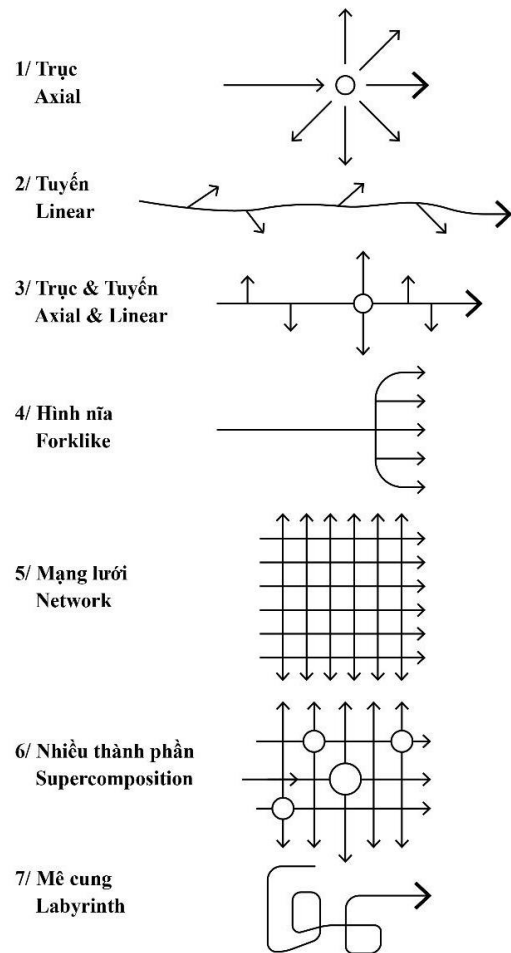 1/ Trục
Axial
2/ Tuyến
Linear
3/ Trục & Tuyến
Axial & Linear
4/ Hình nĩa
Forklike
5/ Mạng lưới
Network
6/ Nhiều thành phần
Supercomposition
7/ Mê cung
Labyrinth